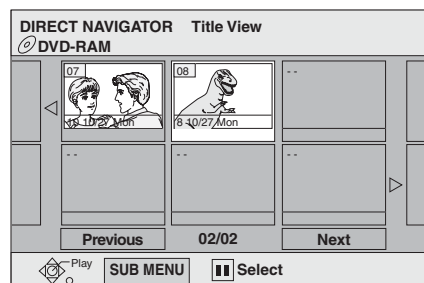 DIRECT NAVIGATOR Title View
DVD-RAM
07 08 - -
10 10/27 Mon 8 10/27 Mon
- - - - - -
Previous 02/02 Next
Play SUB MENU Select